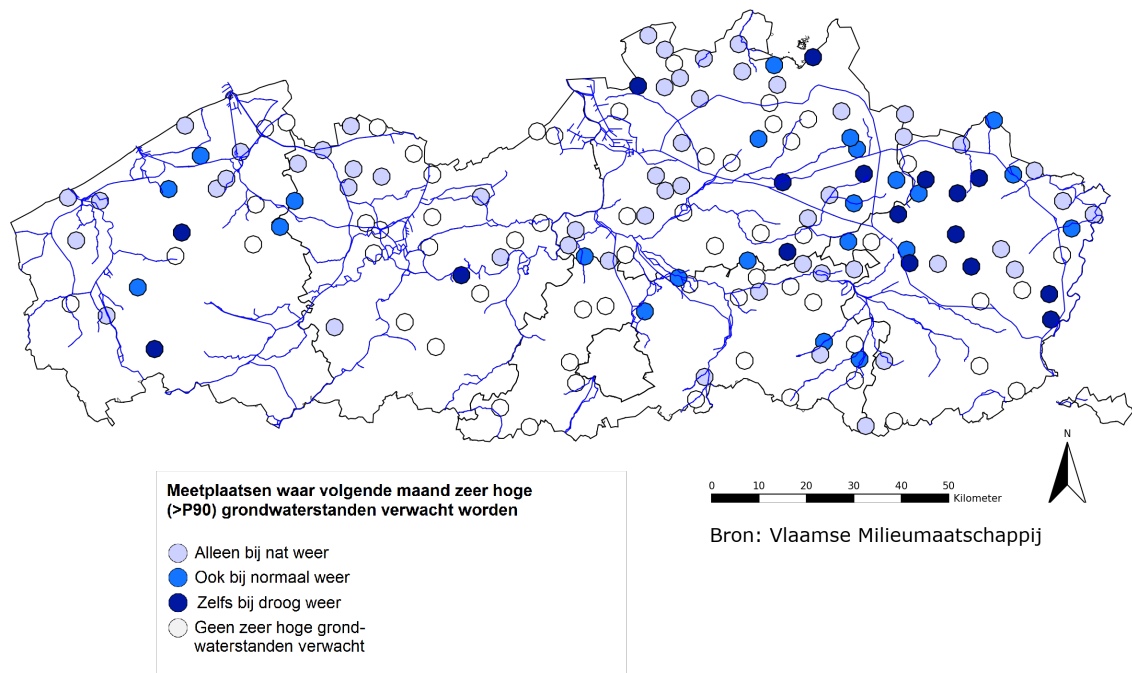 Meetplaatsen waar volgende maand zeer hoge
(>P90) grondwaterstanden verwacht worden
Alleen bij nat weer
Ook bij normaal weer
Zelfs bij droog weer
Geen zeer hoge grond-
waterstanden verwacht
N
0 10 20 30 40 50 Kilometer
Bron: Vlaamse Milieumaatschappij